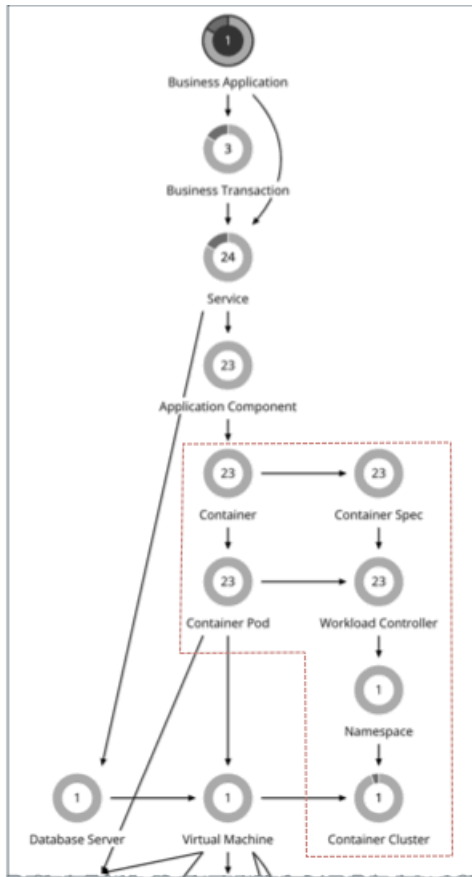 1
Business Application
3
Business Transaction
24
Service
23
Application Component
23
23
Container
Container Spec
23
23
Container Pod
Workload Controller
1
Namespace
1
1
1
Database Server
Virtual Machine
Container Cluster